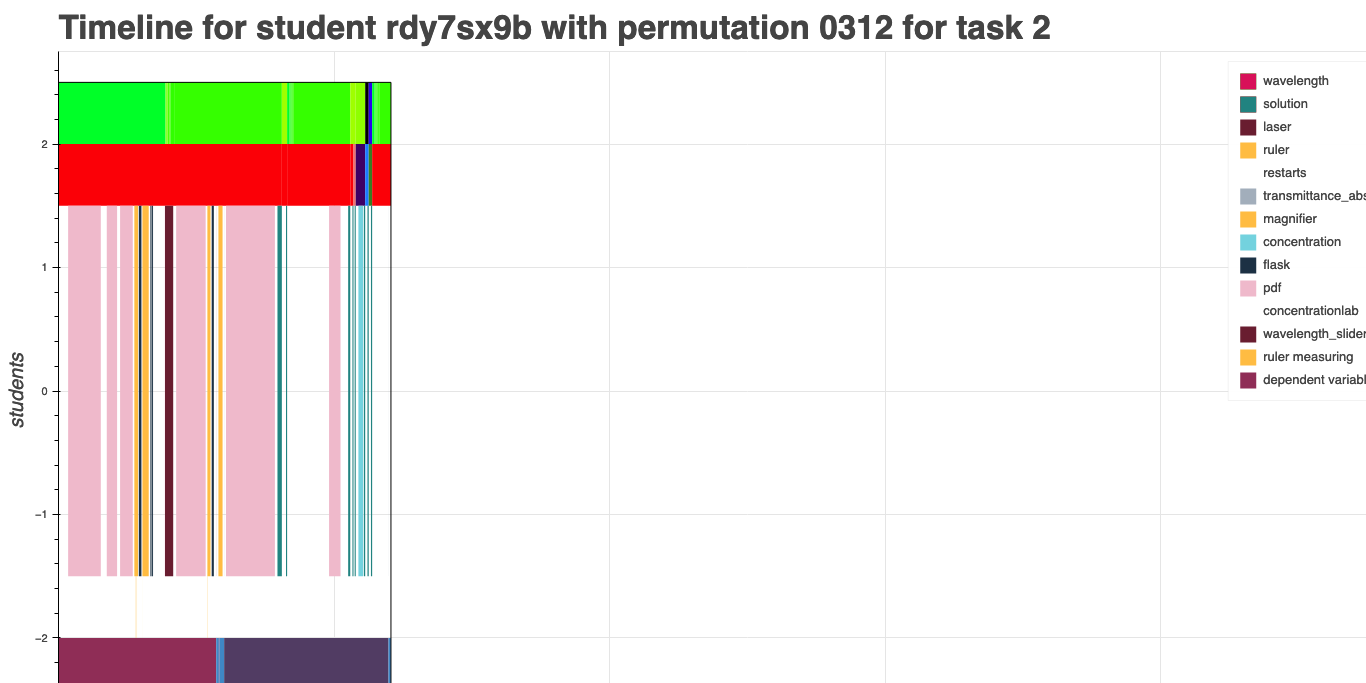 Timeline for student rdy7sx9b with permutation 0312 for task 2
students
2
1
0
−1
−2
wavelength
solution
laser
ruler
restarts
transmittance_abs
magnifier
concentration
flask
pdf
concentrationlab
wavelength_slider
ruler measuring
dependent variabl